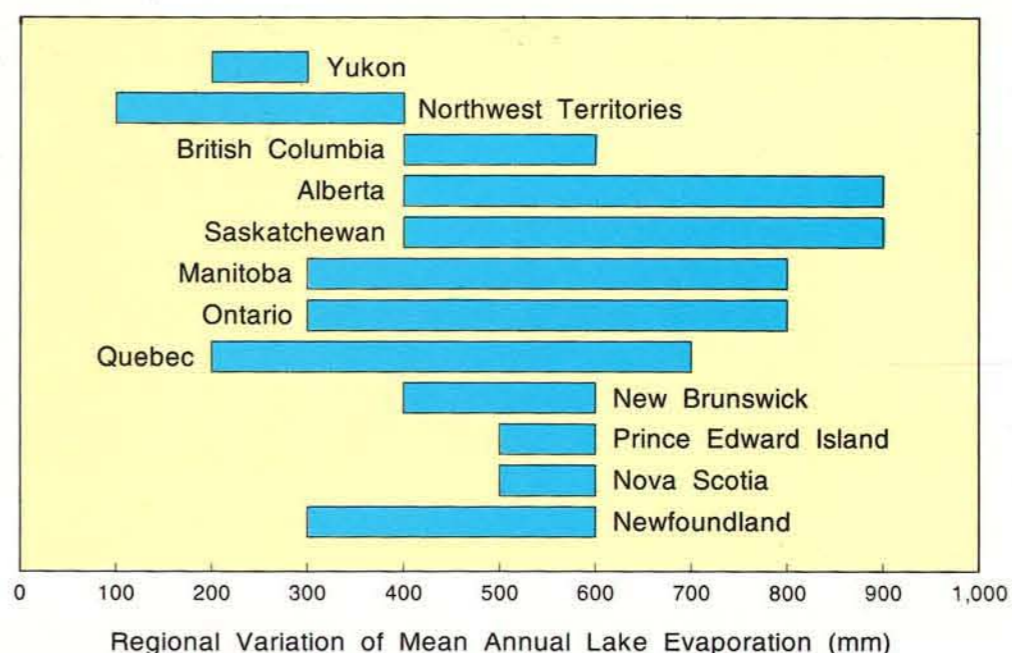 Yukon
Northwest Territories
British Columbia
Alberta
Saskatchewan
Manitoba
Ontario
Quebec
New Brunswick
Prince Edward Island
Nova Scotia
Newfoundland
0 100 200 300 400 500 600 700 800 900 1,000
Regional Variation of Mean Annual Lake Evaporation (mm)